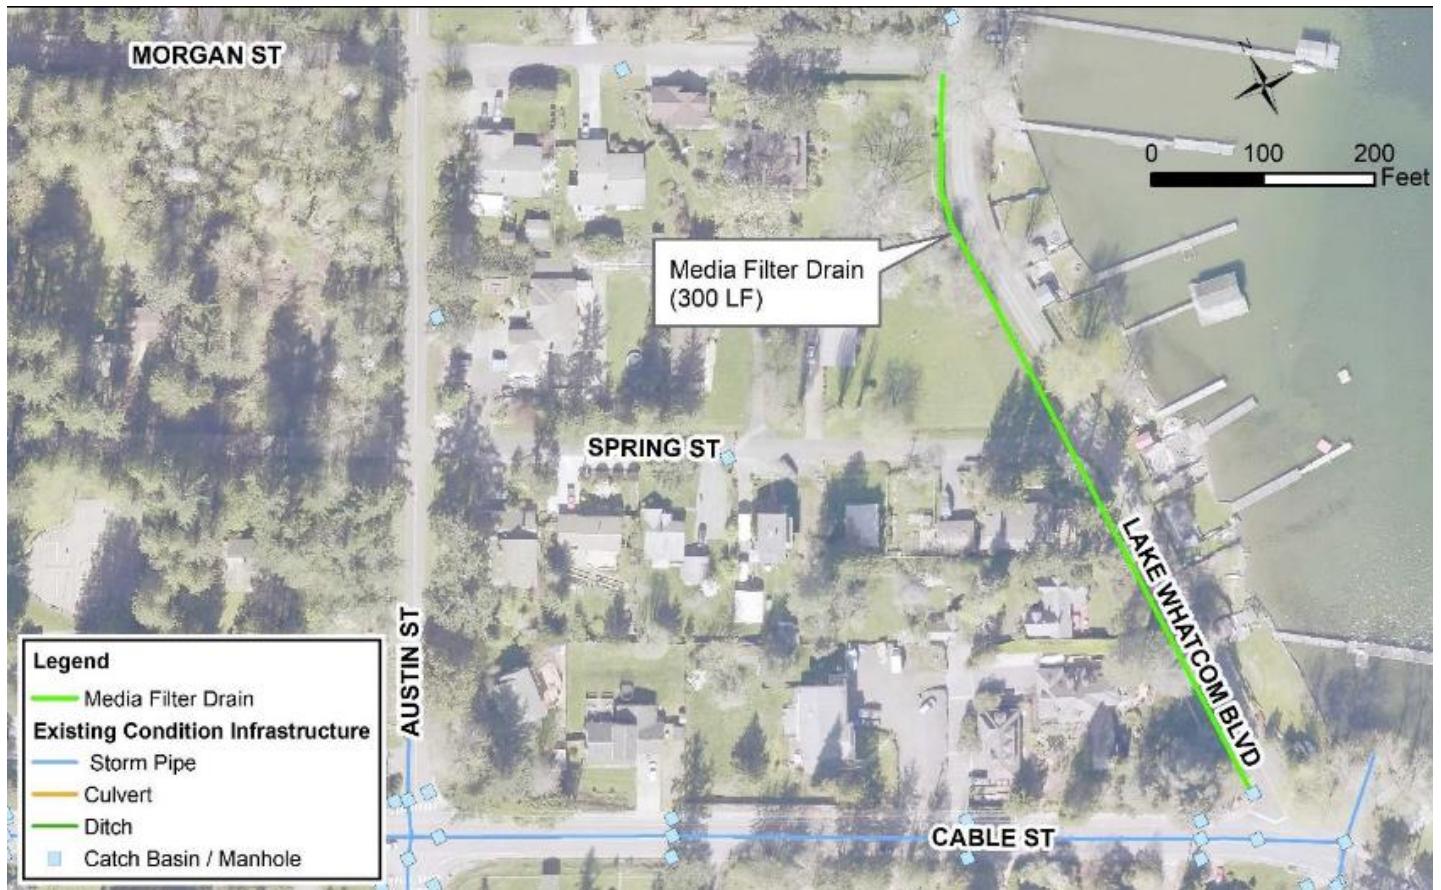 MORGAN ST
N
0 100 200
Feet
Media Filter Drain
(300 LF)
SPRING ST
LAKE WHATCOM BLVD
AUSTIN ST
CABLE ST
Legend
Media Filter Drain
Existing Condition Infrastructure
Storm Pipe
Culvert
Ditch
Catch Basin / Manhole